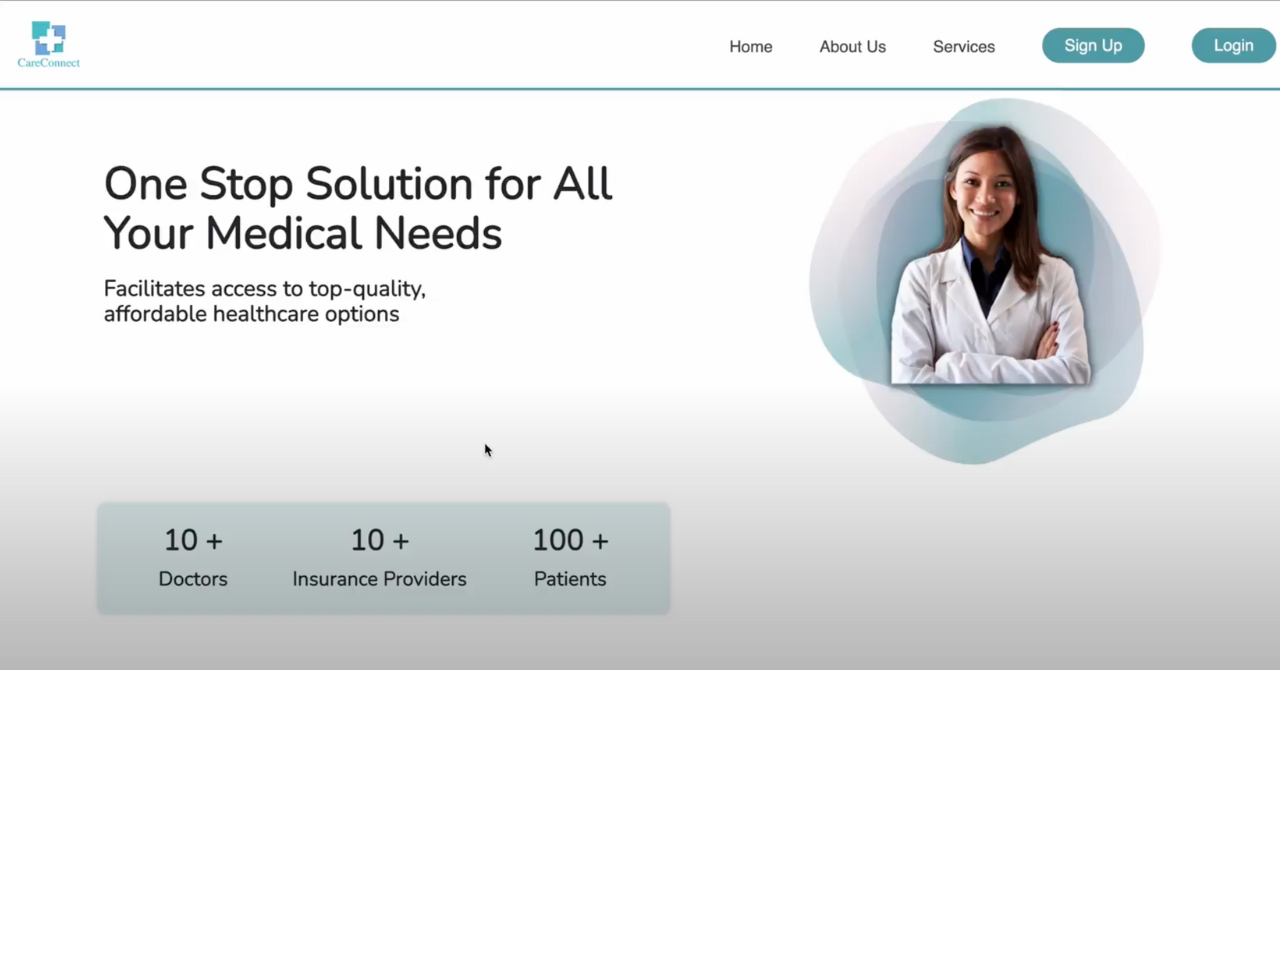 CareConnect
Home
About Us
Services
Sign Up
Login
One Stop Solution for All
Your Medical Needs
Facilitates access to top-quality,
affordable healthcare options
10 +
Doctors
10 +
Insurance Providers
100 +
Patients